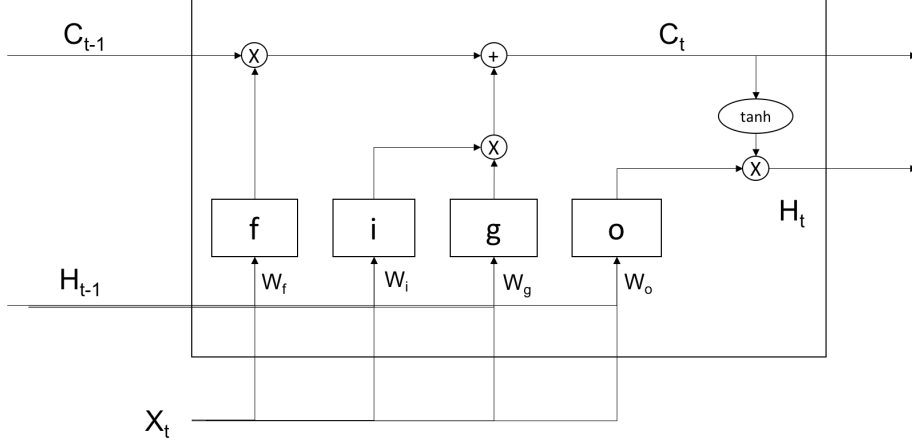 C_{t-1}
C_t
X
+
tanh
X
X
H_t
f
i
g
o
H_{t-1}
W_f
W_i
W_g
W_o
X_t